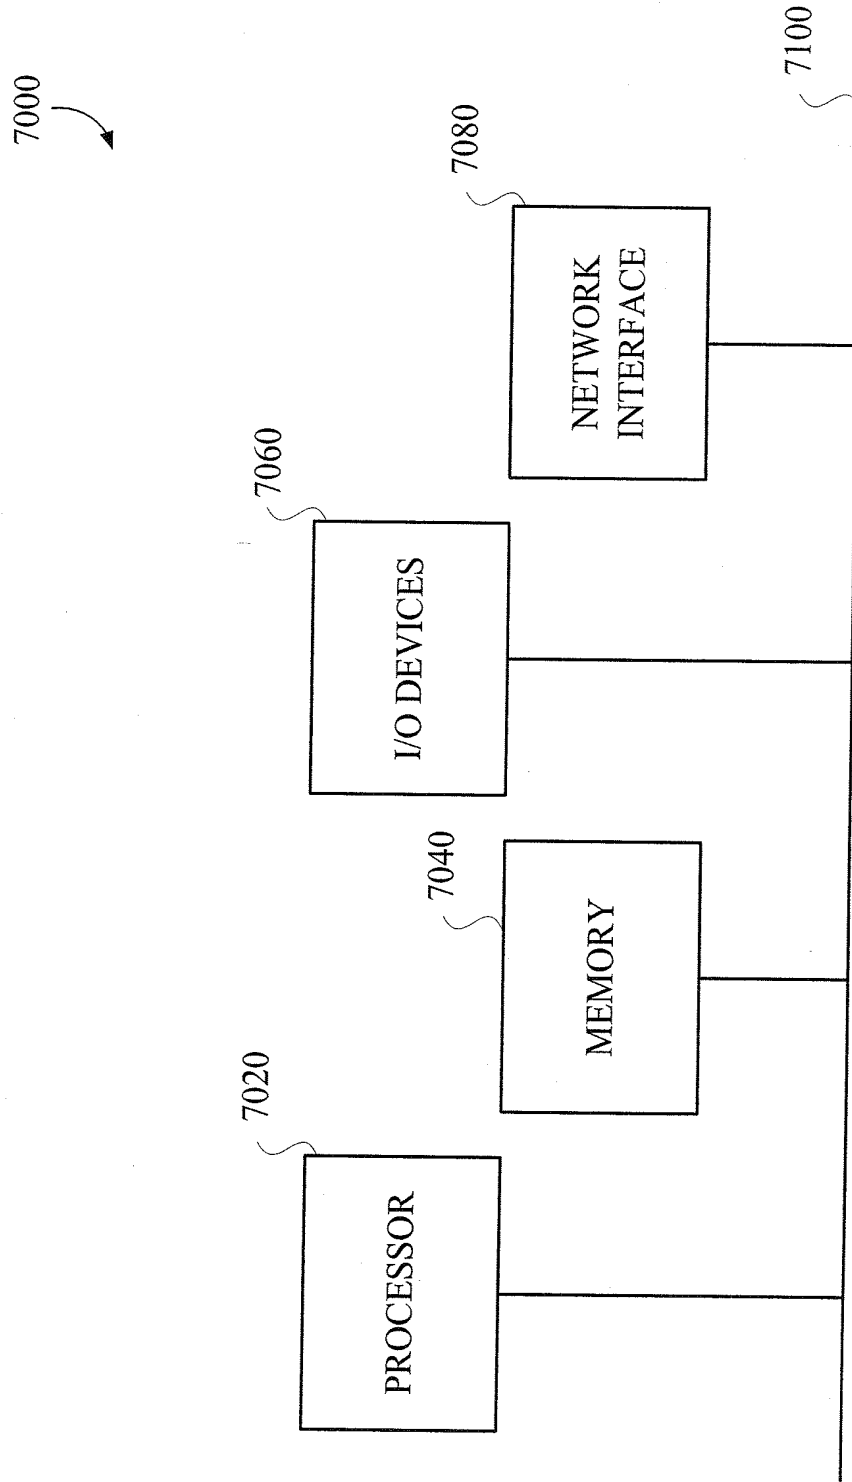 7000
7020
PROCESSOR
7040
MEMORY
7060
I/O DEVICES
7080
NETWORK
INTERFACE
7100